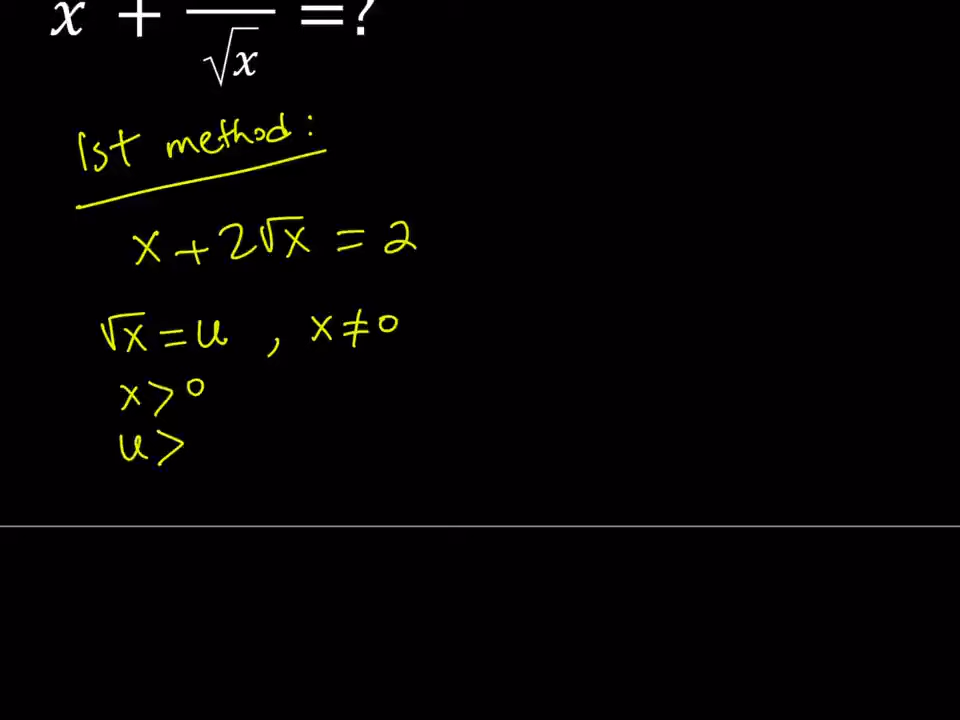 x + —/√x =?
1st method:
x + 2√x = 2
√x = u , x ≠ 0
x > 0
u >